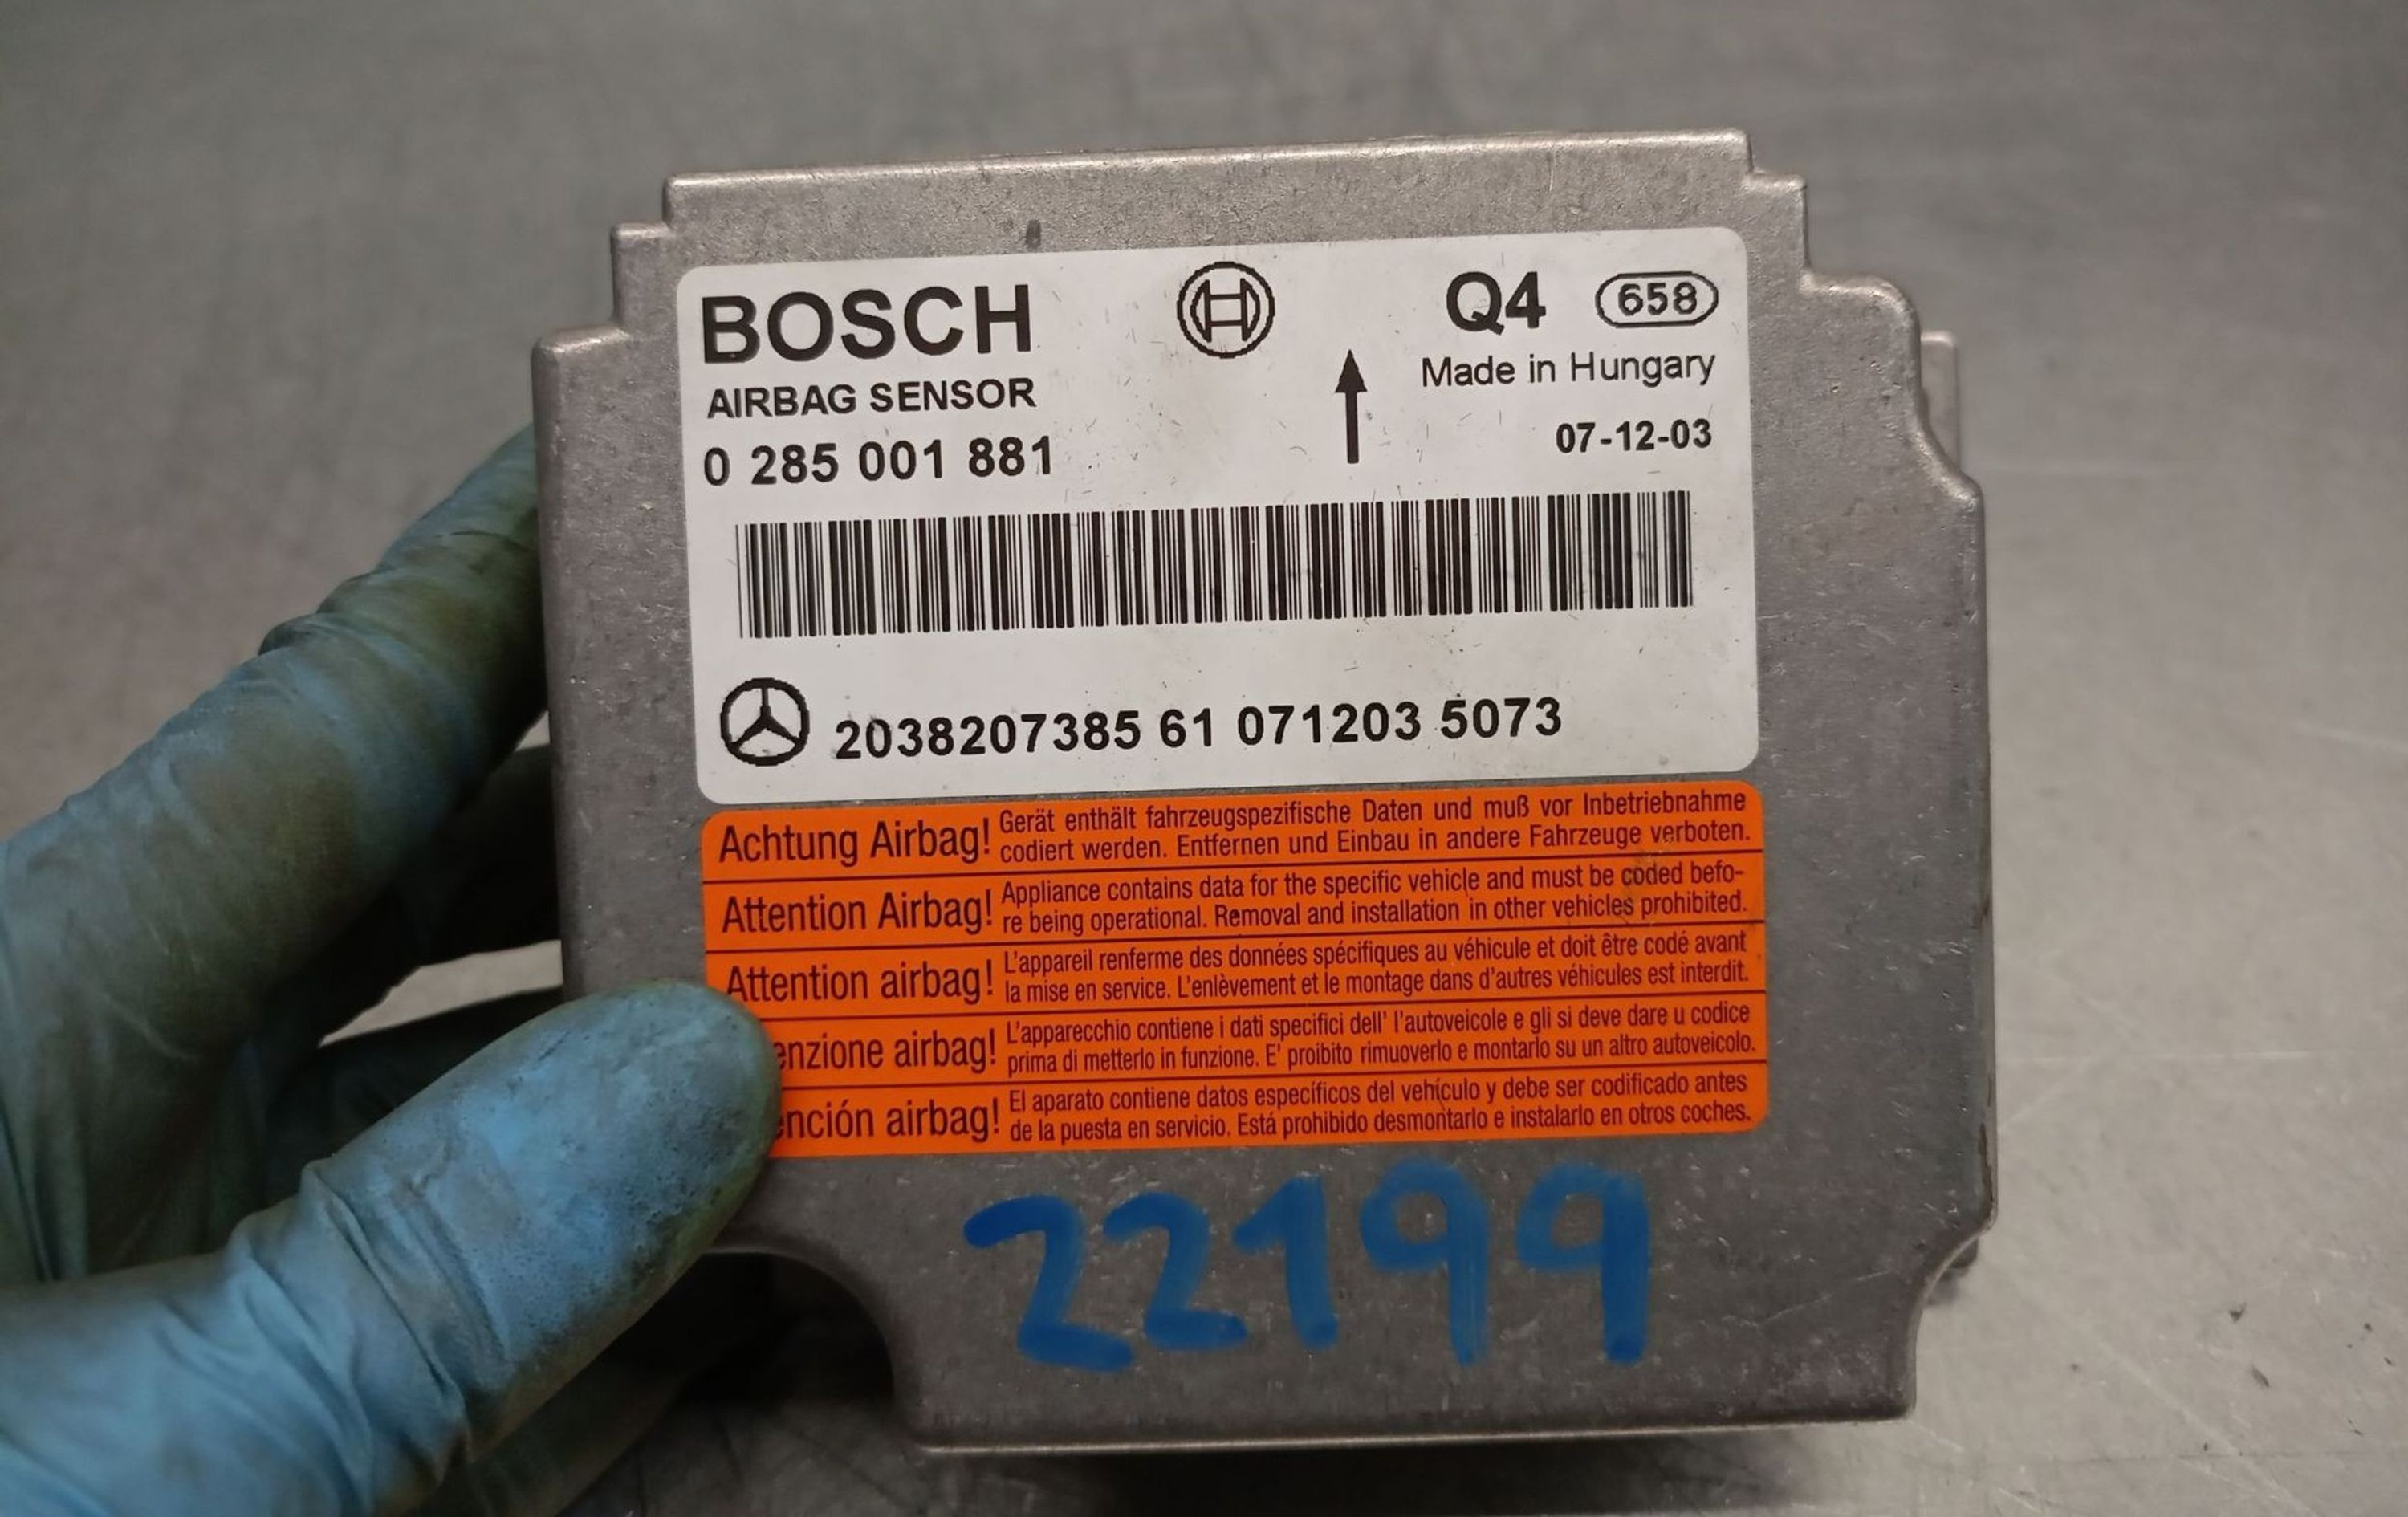 BOSCH
Q4 658
AIRBAG SENSOR
Made in Hungary
0 285 001 881
07-12-03
2038207385 61 071203 5073
Achtung Airbag! Gerät enthält fahrzeugspezifische Daten und muß vor Inbetriebnahme
codiert werden. Entfernen und Einbau in andere Fahrzeuge verboten.
Attention Airbag! Appliance contains data for the specific vehicle and must be coded befo-
re being operational. Removal and installation in other vehicles prohibited.
Attention airbag! L'appareil renferme des données spécifiques au véhicule et doit être codé avant
la mise en service. L'enlèvement et le montage dans d'autres véhicules est interdit.
enzione airbag! L'apparecchio contiene i dati specifici dell' l'autoveicole e gli si deve dare u codice
prima di metterlo in funzione. E' proibito rimuoverlo e montarlo su un altro autoveicolo.
ención airbag! El aparato contiene datos específicos del vehículo y debe ser codificado antes
de la puesta en servicio. Está prohibido desmontarlo e instalarlo en otros coches.
22199